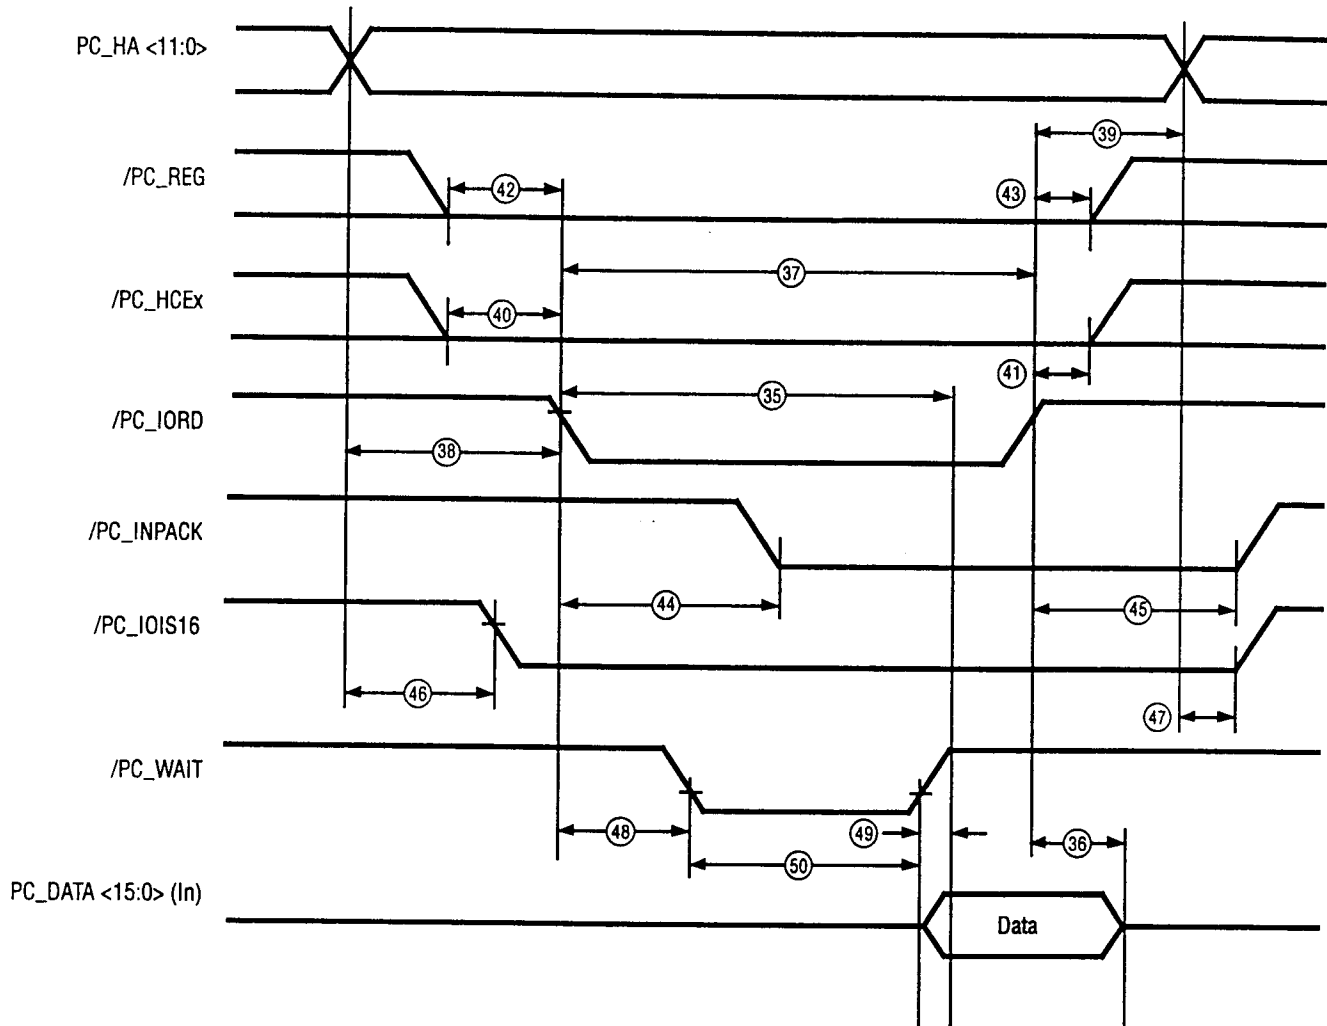 PC_HA <11:0>
39
/PC_REG
42
43
37
/PC_HCEx
40
41
35
/PC_IORD
38
/PC_INPACK
44
45
/PC_IOIS16
46
47
/PC_WAIT
48
49
36
50
PC_DATA <15:0> (In)
Data